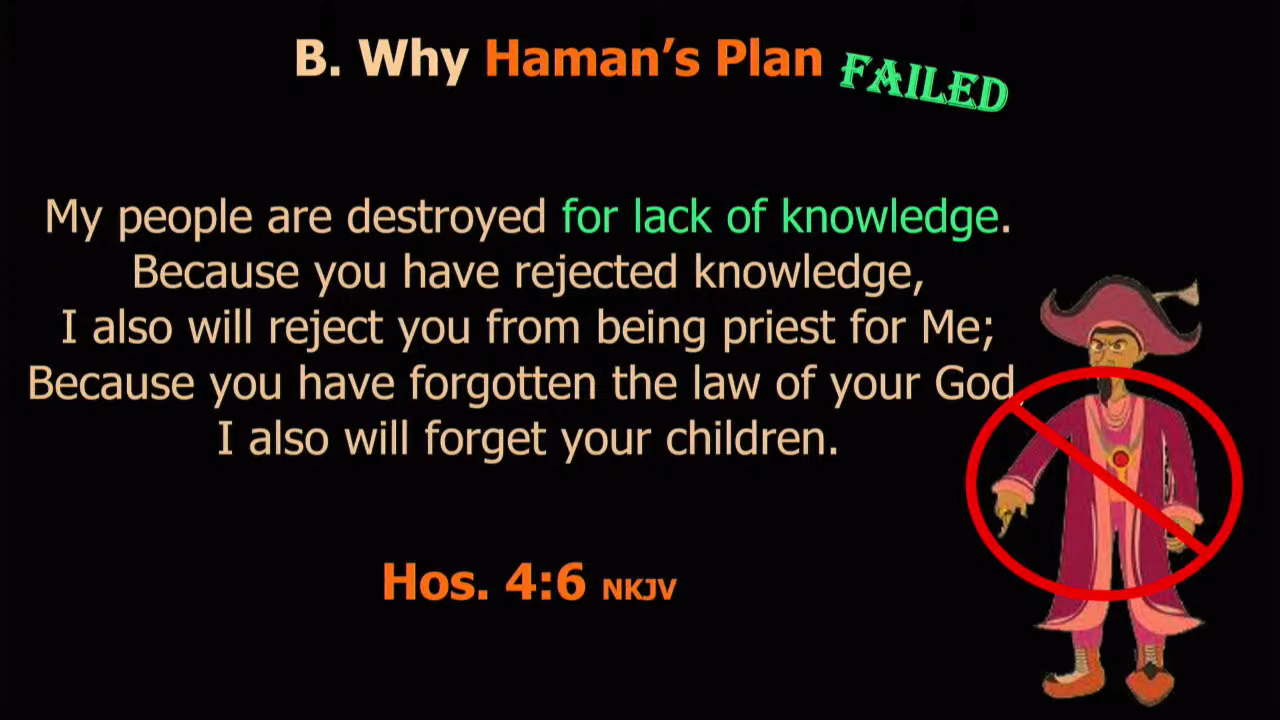 B. Why Haman's Plan FAILED
My people are destroyed for lack of knowledge.
Because you have rejected knowledge,
I also will reject you from being priest for Me;
Because you have forgotten the law of your God,
I also will forget your children.
Hos. 4:6 NKJV